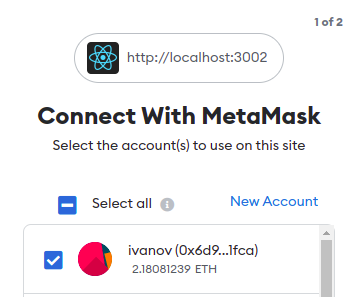 1 of 2
http://localhost:3002
Connect With MetaMask
Select the account(s) to use on this site
Select all
New Account
ivanov (0x6d9...1fca)
2.18081239 ETH